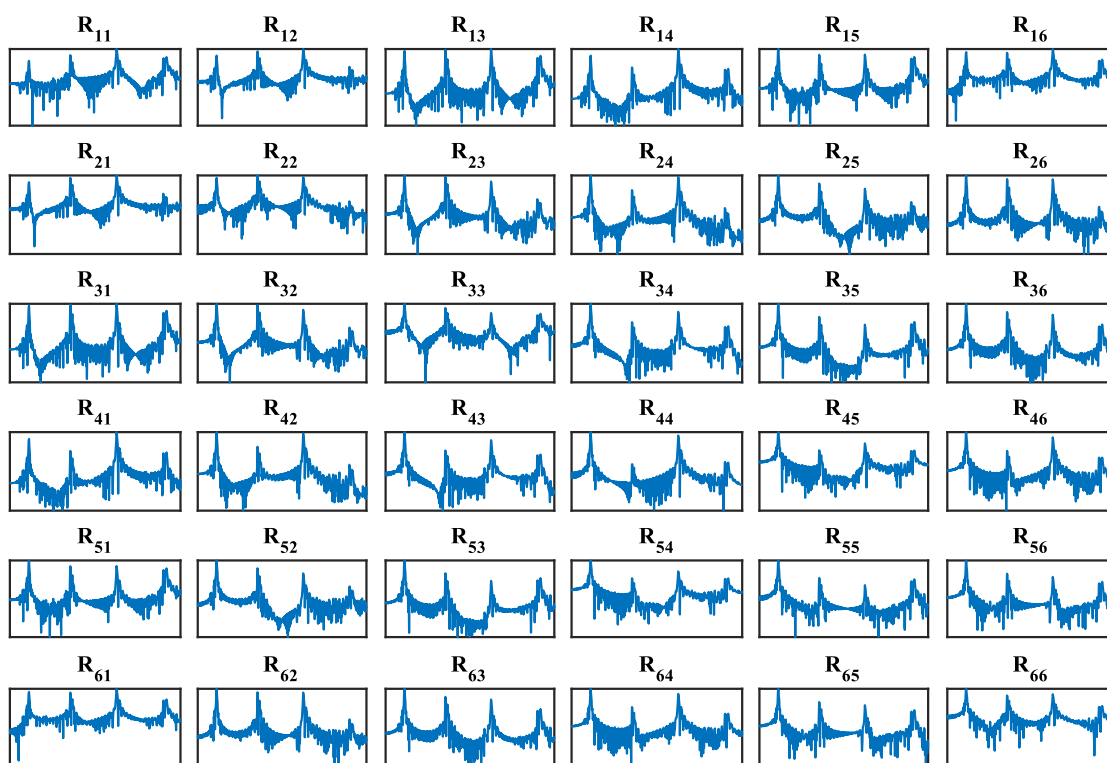 R11 R12 R13 R14 R15 R16
R21 R22 R23 R24 R25 R26
R31 R32 R33 R34 R35 R36
R41 R42 R43 R44 R45 R46
R51 R52 R53 R54 R55 R56
R61 R62 R63 R64 R65 R66